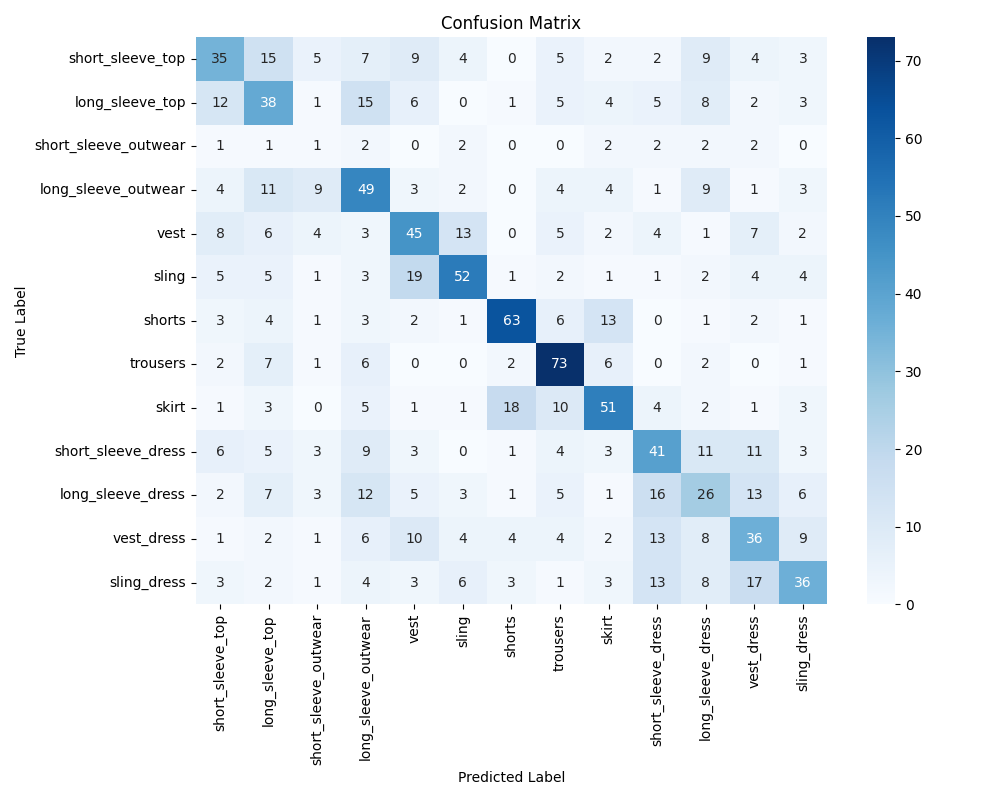 Confusion Matrix
short_sleeve_top 35 15 5 7 9 4 0 5 2 2 9 4 3
long_sleeve_top 12 38 1 15 6 0 1 5 4 5 8 2 3
short_sleeve_outwear 1 1 1 2 0 2 0 0 2 2 2 2 0
long_sleeve_outwear 4 11 9 49 3 2 0 4 4 1 9 1 3
vest 8 6 4 3 45 13 0 5 2 4 1 7 2
sling 5 5 1 3 19 52 1 2 1 1 2 4 4
shorts 3 4 1 3 2 1 63 6 13 0 1 2 1
trousers 2 7 1 6 0 0 2 73 6 0 2 0 1
skirt 1 3 0 5 1 1 18 10 51 4 2 1 3
short_sleeve_dress 6 5 3 9 3 0 1 4 3 41 11 11 3
long_sleeve_dress 2 7 3 12 5 3 1 5 1 16 26 13 6
vest_dress 1 2 1 6 10 4 4 4 2 13 8 36 9
sling_dress 3 2 1 4 3 6 3 1 3 13 8 17 36
True Label
short_sleeve_top
long_sleeve_top
short_sleeve_outwear
long_sleeve_outwear
vest
sling
shorts
trousers
skirt
short_sleeve_dress
long_sleeve_dress
vest_dress
sling_dress
Predicted Label
70
60
50
40
30
20
10
0